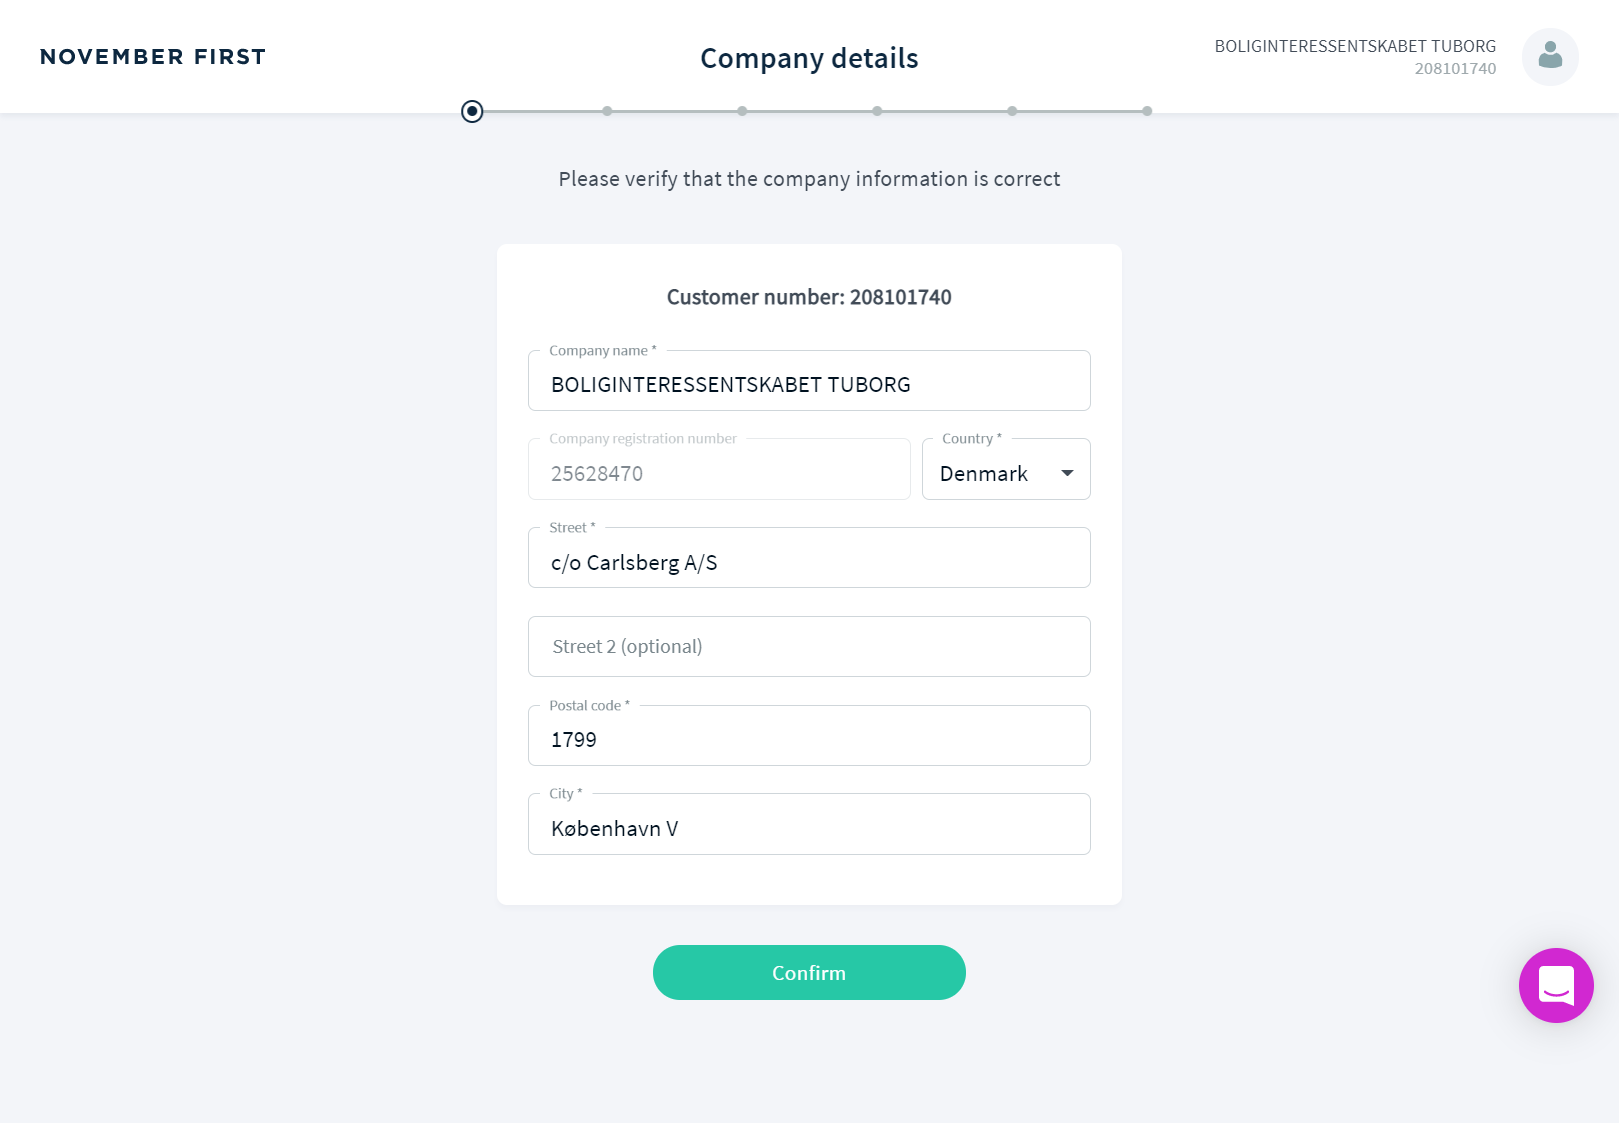 NOVEMBER FIRST
Company details
BOLIGINTERESSENTSKABET TUBORG
208101740
Please verify that the company information is correct
Customer number: 208101740
Company name *
BOLIGINTERESSENTSKABET TUBORG
Company registration number
25628470
Country *
Denmark
Street *
c/o Carlsberg A/S
Street 2 (optional)
Postal code *
1799
City *
København V
Confirm